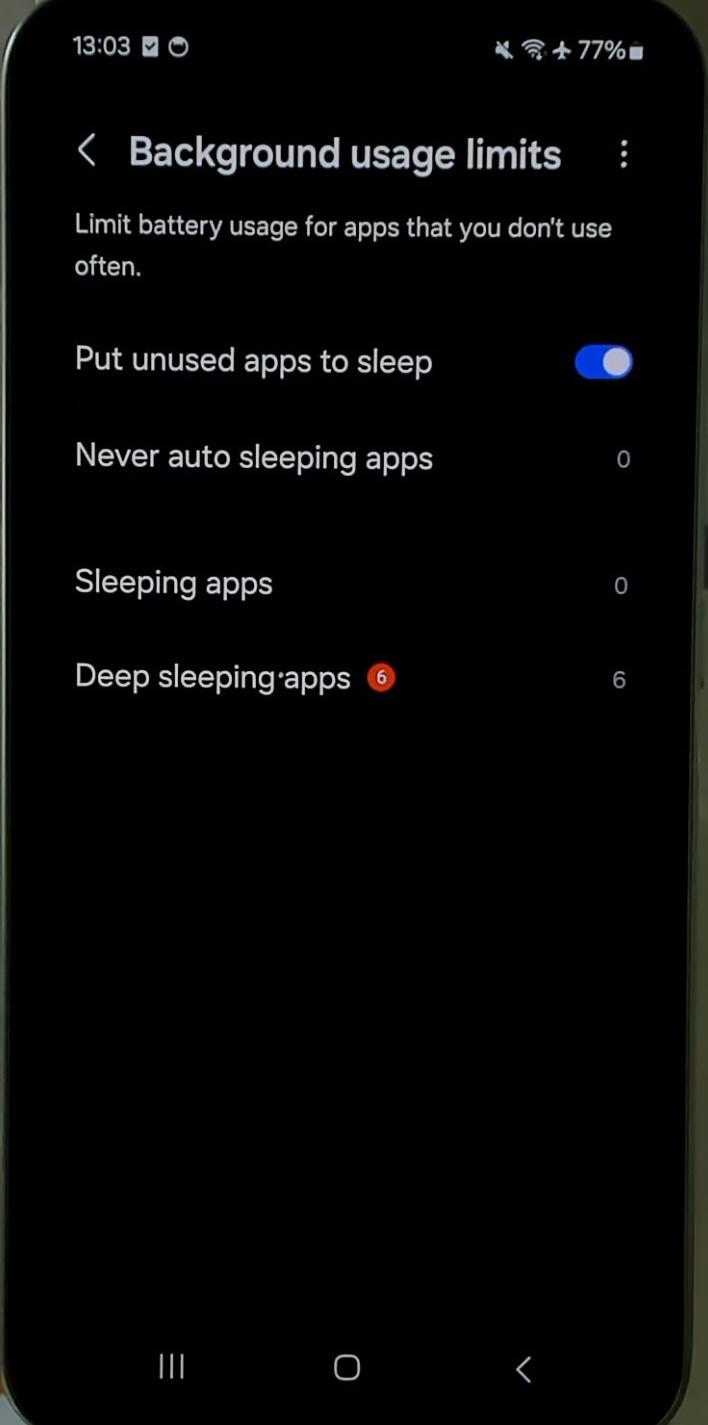 13:03
77%
Background usage limits
Limit battery usage for apps that you don't use
often.
Put unused apps to sleep
Never auto sleeping apps 0
Sleeping apps 0
Deep sleeping apps 6 6